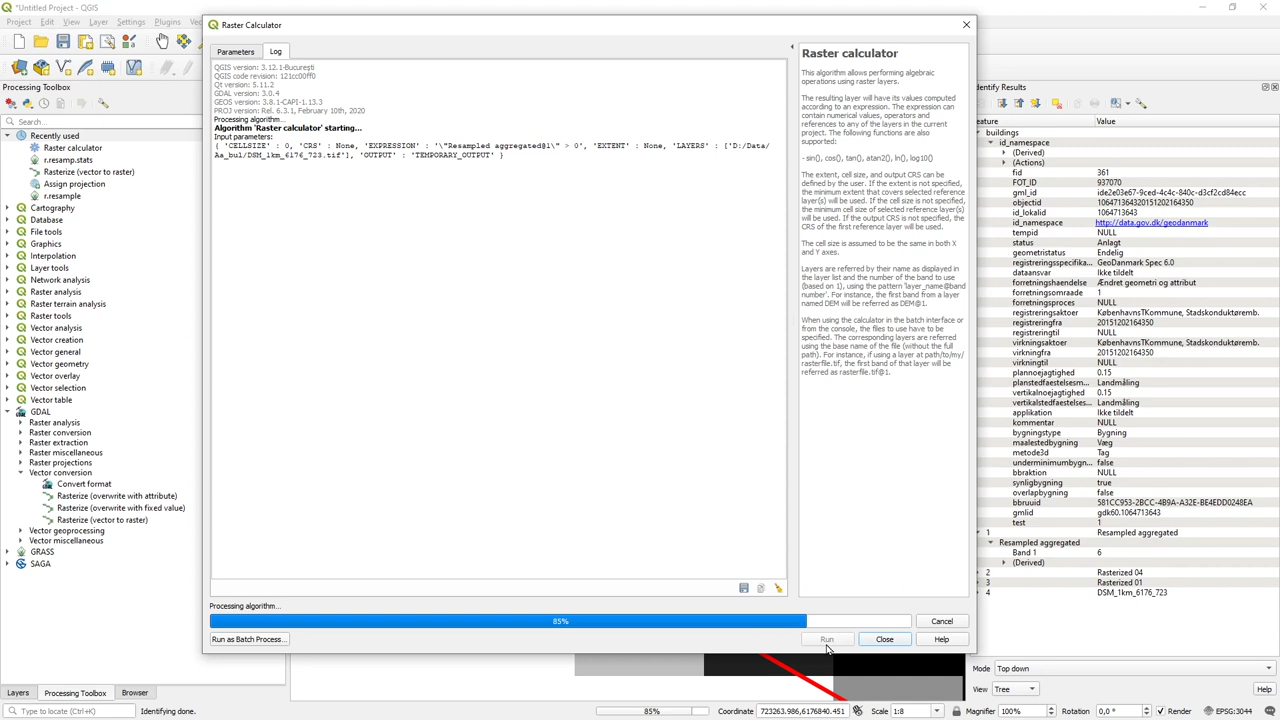 *Untitled Project — QGIS
Project Edit View Layer Settings Plugins
Raster Calculator
Processing Toolbox
Search...
Recently used
Raster calculator
r.resamp.stats
Rasterize (vector to raster)
Assign projection
r.resample
Cartography
Database
File tools
Graphics
Interpolation
Layer tools
Network analysis
Raster analysis
Raster terrain analysis
Raster tools
Vector analysis
Vector creation
Vector general
Vector geometry
Vector overlay
Vector selection
Vector table
GDAL
Raster analysis
Raster conversion
Raster extraction
Raster miscellaneous
Raster projections
Vector conversion
Convert format
Rasterize (overwrite with attribute)
Rasterize (overwrite with fixed value)
Rasterize (vector to raster)
Vector geoprocessing
Vector miscellaneous
GRASS
SAGA
Layers Processing Toolbox Browser
Parameters Log
QGIS version: 3.12.1-București
QGIS code revision: 121cc00ff0
Qt version: 5.11.2
GDAL version: 3.0.4
GEOS version: 3.8.1-CAPI-1.13.3
PROJ version: Rel. 6.3.1, February 10th, 2020
Processing algorithm...
Algorithm 'Raster calculator' starting...
Input parameters:
{ 'CELLSIZE' : 0, 'CRS' : None, 'EXPRESSION' : '\"Resampled aggregated@1\" > 0', 'EXTENT' : None, 'LAYERS' : ['D:/Data/
Aa_bul/DSM_1km_6176_723.tif'], 'OUTPUT' : 'TEMPORARY_OUTPUT' }
Processing algorithm...
85%
Cancel
Run as Batch Process...
Run
Close
Help
Raster calculator
This algorithm allows performing algebraic
operations using raster layers.
The resulting layer will have its values computed
according to an expression. The expression can
contain numerical values, operators and
references to any of the layers in the current
project. The following functions are also
supported:
- sin(), cos(), tan(), atan2(), ln(), log10()
The extent, cell size, and output CRS can be
defined by the user. If the extent is not specified,
the minimum extent that covers selected reference
layer(s) will be used. If the cell size is not specified,
the minimum cell size of selected reference layer(s)
will be used. If the output CRS is not specified, the
CRS of the first reference layer will be used.
The cell size is assumed to be the same in both X
and Y axes.
Layers are referred by their name as displayed in
the layer list and the number of the band to use
(based on 1), using the pattern 'layer_name@band
number'. For instance, the first band from a layer
named DEM will be referred as DEM@1.
When using the calculator in the batch interface or
from the console, the files to use have to be
specified. The corresponding layers are referred
using the base name of the file (without the full
path). For instance, if using a layer at path/to/my/
rasterfile.tif, the first band of that layer will be
referred as rasterfile.tif@1.
dentify Results
eature Value
buildings
id_namespace
(Derived)
(Actions)
fid 361
FOT_ID 937070
gml_id ide2e03e67-9ced-4c4c-840c-d3cf2cd84eñc
objectid 1064713643201512021​64350
id_lokalid 1064713643
id_namespace http://data.gov.dk/geodanmark
tempid NULL
status Anlagt
geometristatus Endelig
registreringsspecifika... GeoDanmark Spec 6.0
dataansvar Ikke tildelt
forretningshaendelse Ændret geometri og attribut
forretningsomraade 1
forretningsproces NULL
registreringsaktoer KøbenhavnsTKommune, Stadskonduktøremb.
registreringfra 20151202164350
registreringtil NULL
virkningsaktoer KøbenhavnsTKommune, Stadskonduktøremb.
virkningfra 20151202164350
virkningtil NULL
plannoejagtighed 0.15
planstedfaestelsesm... Landmåling
vertikalnoejagtighed 0.15
vertikalstedfaestelses... Landmåling
applikation Ikke tildelt
kommentar NULL
bygningstype Bygning
maalestedbygning Væg
metode3d Tag
underminimumbygn... false
bbraktion NULL
synligbygning true
overlapbygning false
bbruuid 581CC953-2BCC-4B9A-A32E-BE4EDD0248EA
gmlid gdk60.1064713643
test 1
1 Resampled aggregated
Resampled aggregated
Band 1 6
(Derived)
2 Rasterized 04
3 Rasterized 01
4 DSM_1km_6176_723
Mode Top down
View Tree Help
Type to locate (Ctrl+K) Identifying done. 85% Coordinate 723263.986,6176840.451 Scale 1:8 Magnifier 100% Rotation 0,0 ° Render EPSG:3044